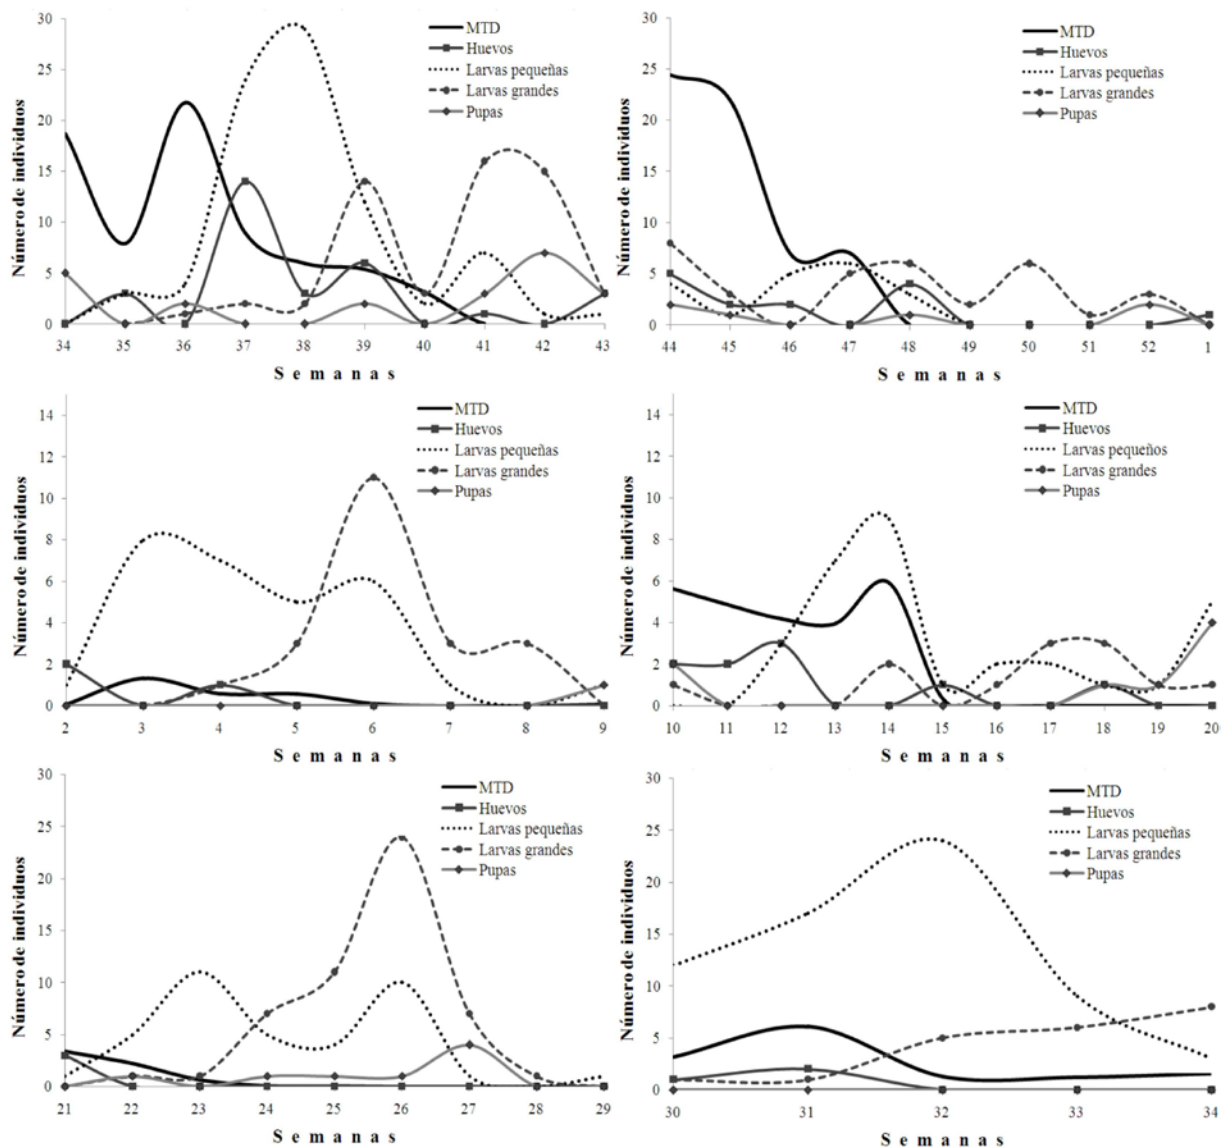 30
25
20
15
10
5
0
Número de individuos
MTD
Huevos
Larvas pequeñas
Larvas grandes
Pupas
34 35 36 37 38 39 40 41 42 43
Semanas
30
25
20
15
10
5
0
Número de individuos
MTD
Huevos
Larvas pequeñas
Larvas grandes
Pupas
44 45 46 47 48 49 50 51 52 1
Semanas
14
12
10
8
6
4
2
0
Número de individuos
MTD
Huevos
Larvas pequeñas
Larvas grandes
Pupas
2 3 4 5 6 7 8 9
Semanas
14
12
10
8
6
4
2
0
Número de individuos
MTD
Huevos
Larvas pequeños
Larvas grandes
Pupas
10 11 12 13 14 15 16 17 18 19 20
Semanas
30
25
20
15
10
5
0
Número de individuos
MTD
Huevos
Larvas pequeñas
Larvas grandes
Pupas
21 22 23 24 25 26 27 28 29
Semanas
30
25
20
15
10
5
0
Número de individuos
MTD
Huevos
Larvas pequeñas
Larvas grandes
Pupas
30 31 32 33 34
Semanas